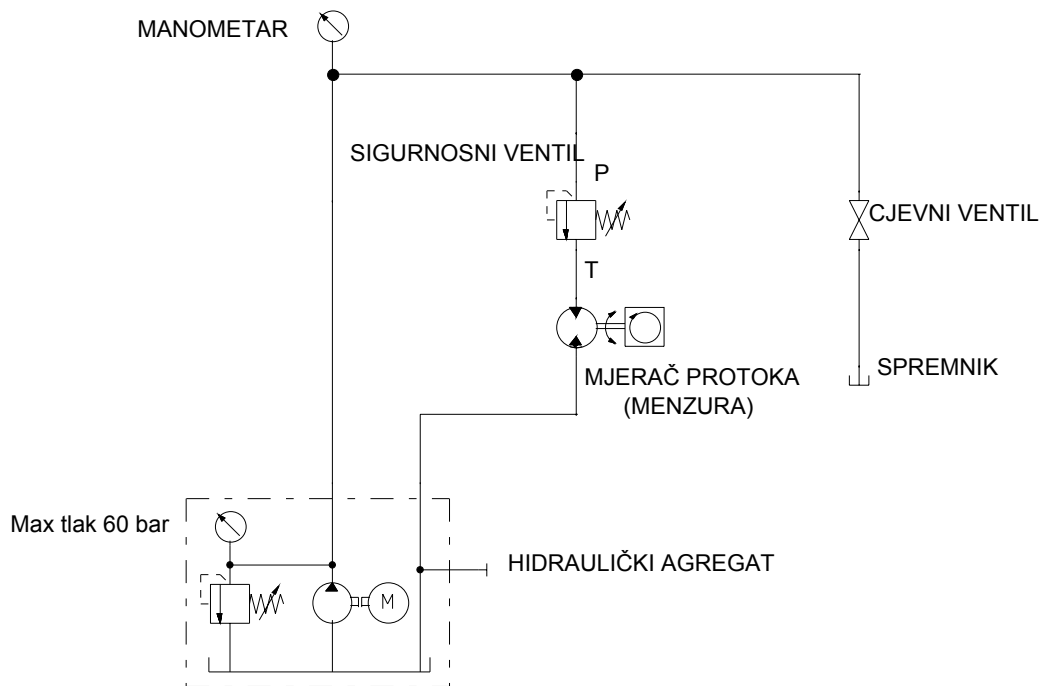 MANOMETAR
SIGURNOSNI VENTIL
P
CJEVNI VENTIL
T
SPREMNIK
MJERAČ PROTOKA
(MENZURA)
Max tlak 60 bar
HIDRAULIČKI AGREGAT
M